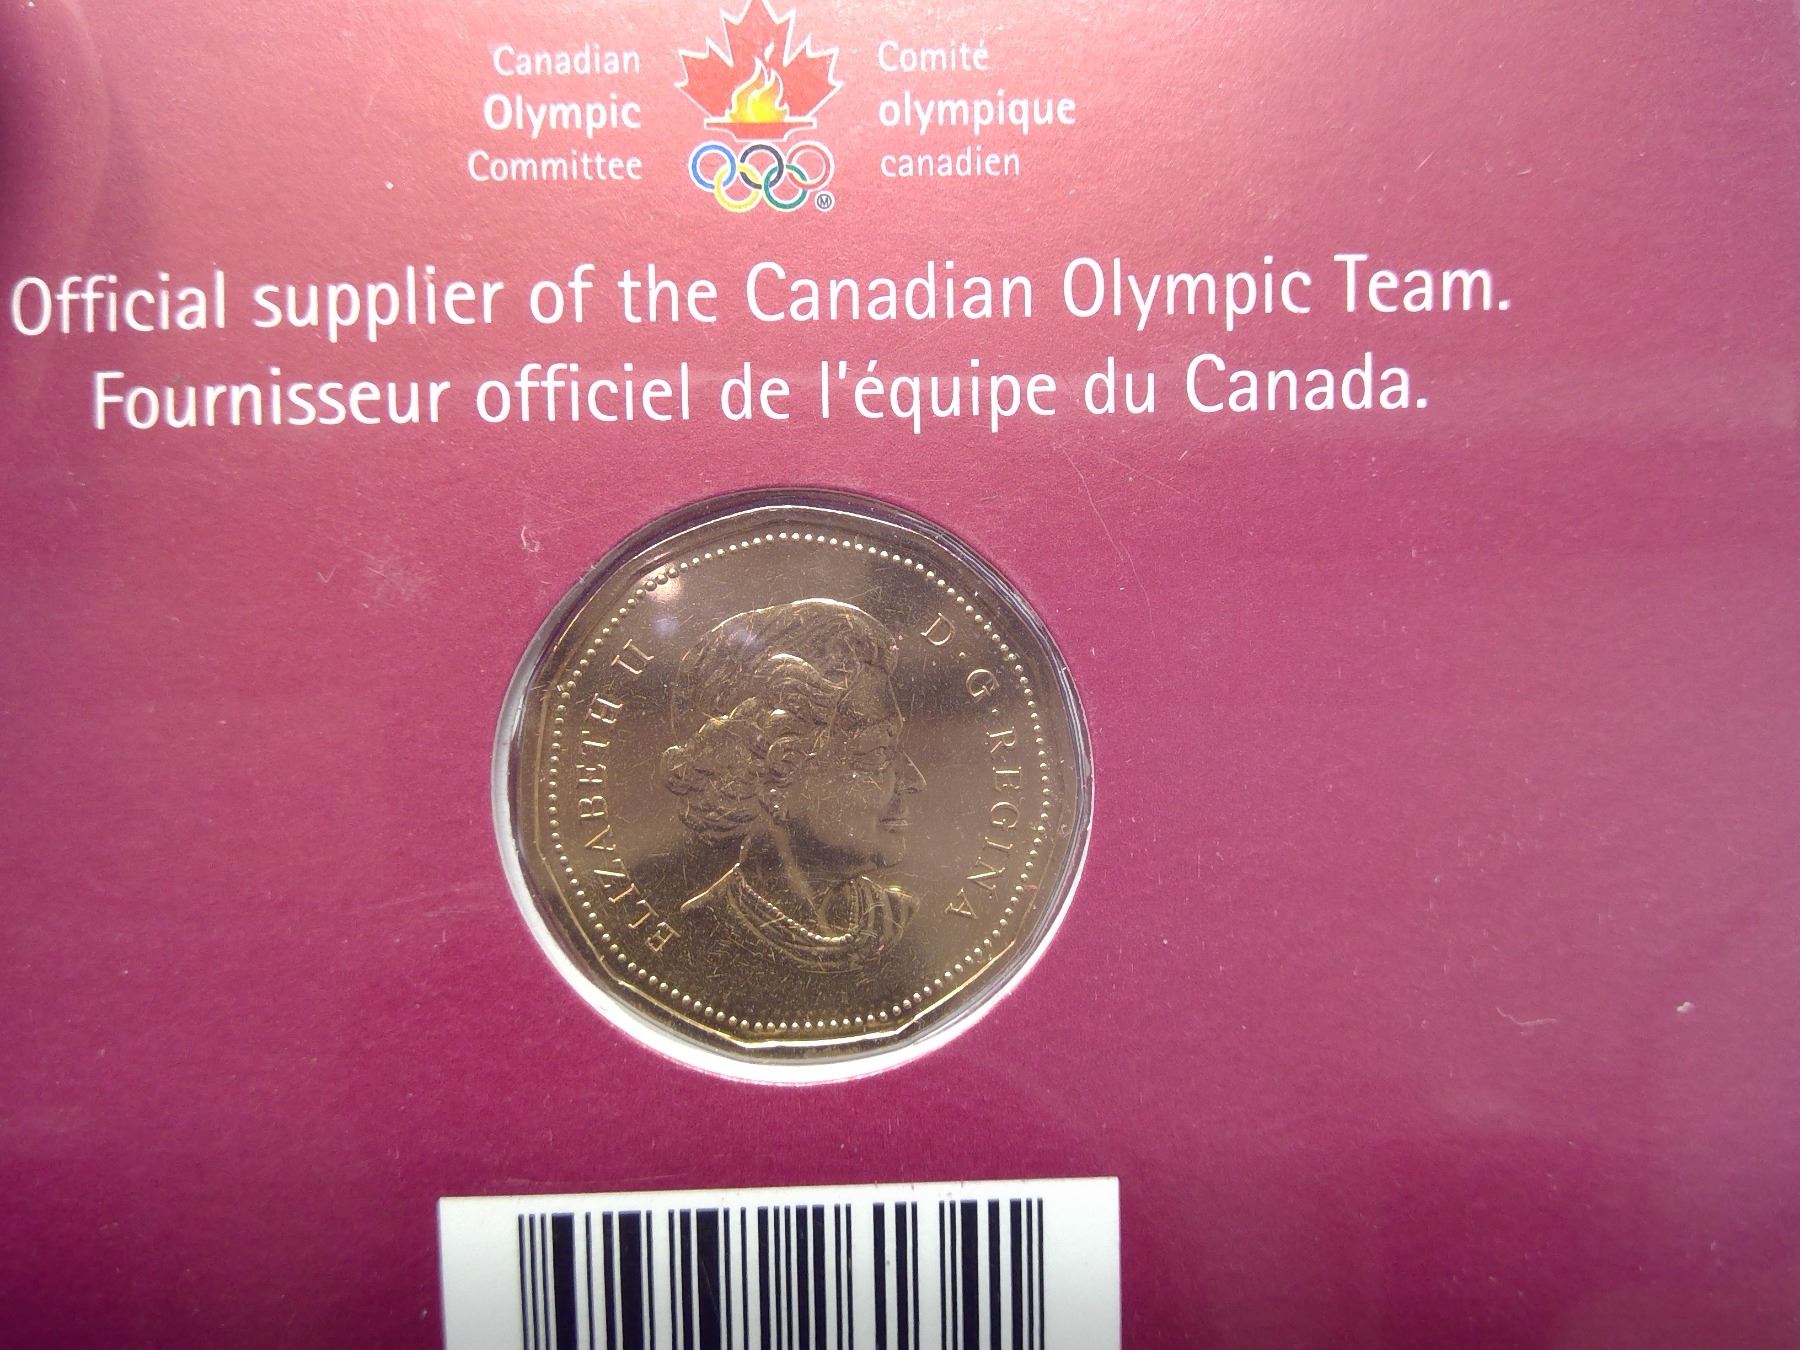 Canadian
Olympic
Committee
Comité
olympique
canadien
M
Official supplier of the Canadian Olympic Team.
Fournisseur officiel de l'équipe du Canada.
ELIZABETH II
D·G·REGINA